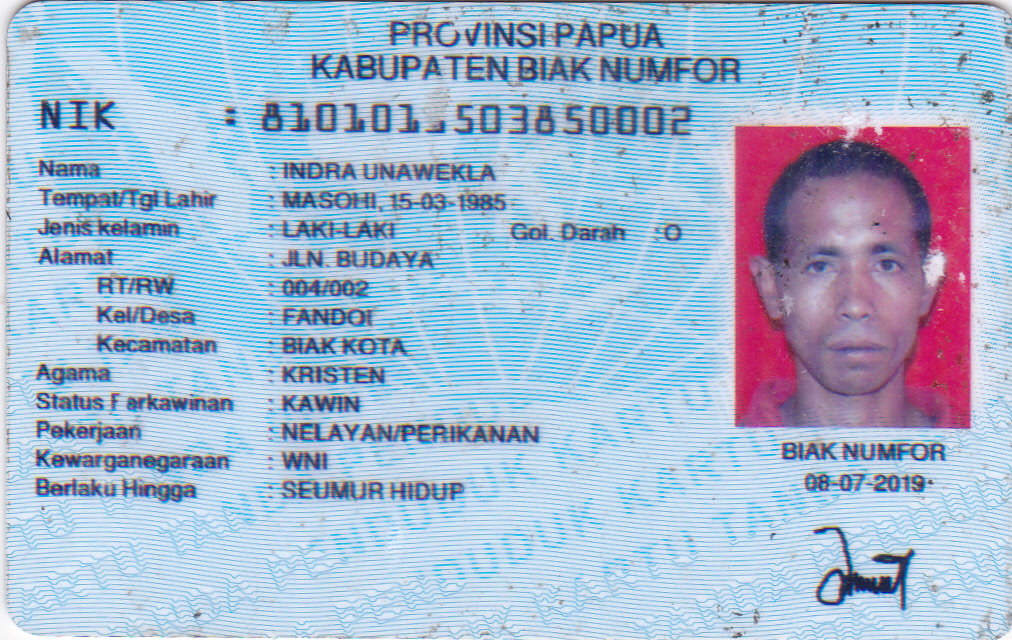 PROVINSI PAPUA
KABUPATEN BIAK NUMFOR
NIK : 8101011503850002
Nama : INDRA UNAWEKLA
Tempat/Tgl Lahir : MASOHI, 15-03-1985
Jenis kelamin : LAKI-LAKI Gol. Darah : O
Alamat : JLN. BUDAYA
RT/RW : 004/002
Kel/Desa : FANDOI
Kecamatan : BIAK KOTA
Agama : KRISTEN
Status Perkawinan : KAWIN
Pekerjaan : NELAYAN/PERIKANAN
Kewarganegaraan : WNI
Berlaku Hingga : SEUMUR HIDUP
BIAK NUMFOR
08-07-2019